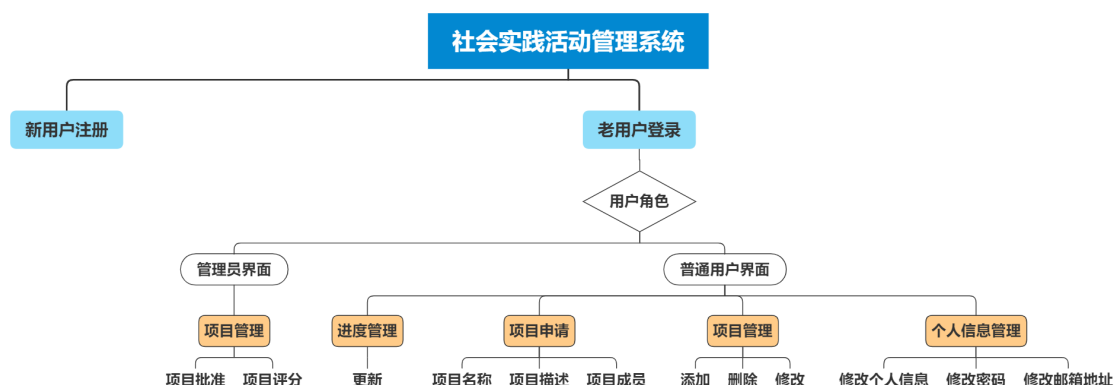 社会实践活动管理系统
新用户注册
老用户登录
用户角色
管理员界面
普通用户界面
项目管理
进度管理
项目申请
项目管理
个人信息管理
项目批准
项目评分
更新
项目名称
项目描述
项目成员
添加
删除
修改
修改个人信息
修改密码
修改邮箱地址